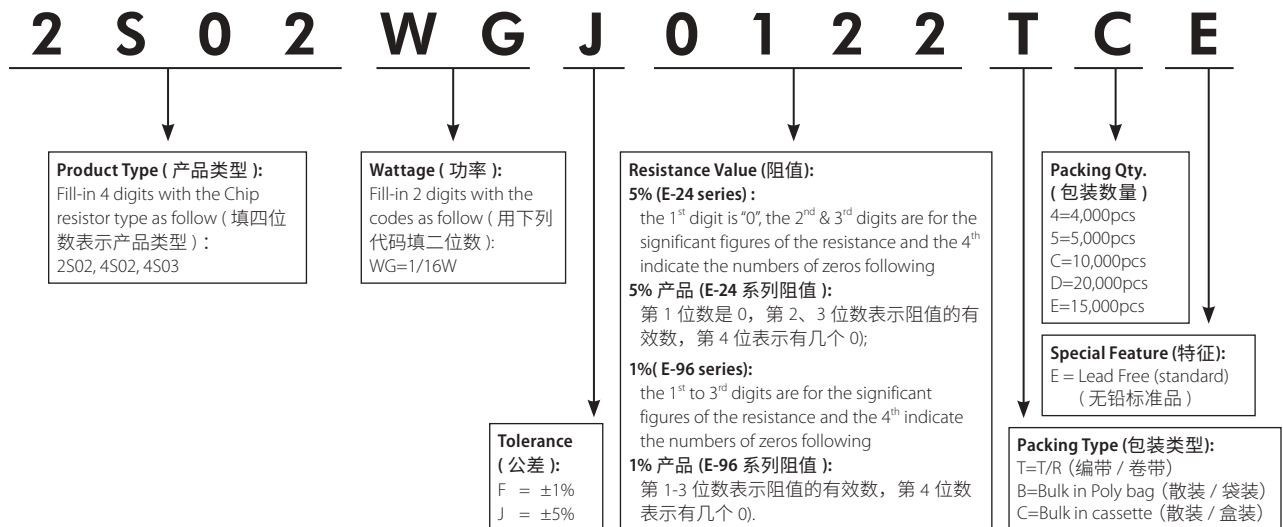 2 S 0 2 W G J 0 1 2 2 T C E
Product Type ( 产品类型 ):
Fill-in 4 digits with the Chip
resistor type as follow ( 填四位
数表示产品类型 ) :
2S02, 4S02, 4S03
Wattage ( 功率 ):
Fill-in 2 digits with the
codes as follow ( 用下列
代码填二位数 ):
WG=1/16W
Tolerance
( 公差 ):
F = ±1%
J = ±5%
Resistance Value (阻值):
5% (E-24 series) :
the 1st digit is “0”, the 2nd & 3rd digits are for the
significant figures of the resistance and the 4th
indicate the numbers of zeros following
5% 产品 (E-24 系列阻值 ):
第 1 位数是 0，第 2、3 位数表示阻值的有
效数，第 4 位表示有几个 0);
1%( E-96 series):
the 1st to 3rd digits are for the significant
figures of the resistance and the 4th indicate
the numbers of zeros following
1% 产品 (E-96 系列阻值 ):
第 1-3 位数表示阻值的有效数，第 4 位数
表示有几个 0).
Packing Qty.
( 包装数量 )
4=4,000pcs
5=5,000pcs
C=10,000pcs
D=20,000pcs
E=15,000pcs
Special Feature (特征):
E = Lead Free (standard)
( 无铅标准品 )
Packing Type (包装类型):
T=T/R（编带 / 卷带）
B=Bulk in Poly bag（散装 / 袋装）
C=Bulk in cassette（散装 / 盒装）